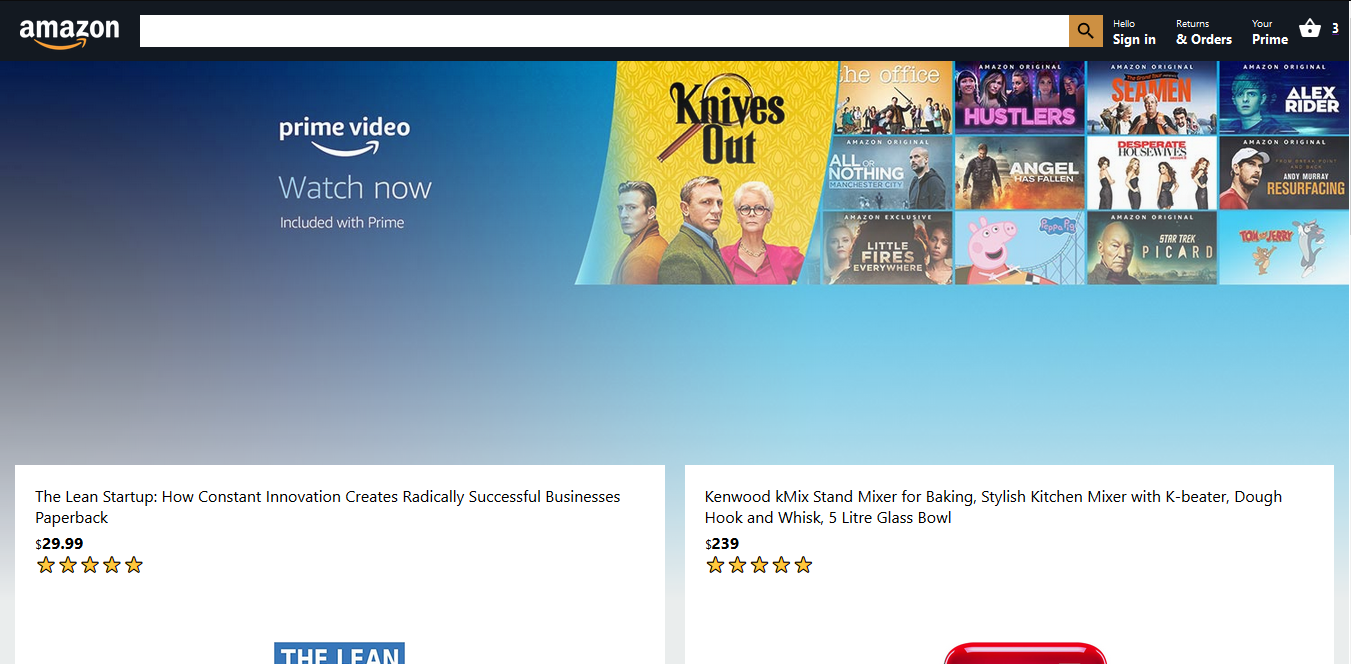 amazon
Hello
Sign in
Returns
& Orders
Your
Prime
3
prime video
Watch now
Included with Prime
Knives
Out
the office
AMAZON ORIGINAL
HUSTLERS
AMAZON ORIGINAL
The Grand Tour presents
SEAMEN
AMAZON ORIGINAL
ALEX
RIDER
AMAZON ORIGINAL
ALL OR
NOTHING
MANCHESTER CITY
ANGEL
HAS FALLEN
DESPERATE
HOUSEWIVES
AMAZON ORIGINAL
FROM BREAK POINT
AND BACK
ANDY MURRAY
RESURFACING
AMAZON EXCLUSIVE
LITTLE
FIRES
EVERYWHERE
Peppa Pig
AMAZON ORIGINAL
STAR TREK
PICARD
TOM AND JERRY
The Lean Startup: How Constant Innovation Creates Radically Successful Businesses
Paperback
$29.99
Kenwood kMix Stand Mixer for Baking, Stylish Kitchen Mixer with K-beater, Dough
Hook and Whisk, 5 Litre Glass Bowl
$239
THE LEAN